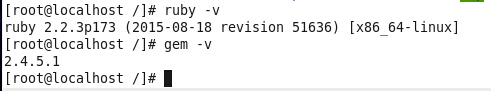 [root@localhost /]# ruby -v
ruby 2.2.3p173 (2015-08-18 revision 51636) [x86_64-linux]
[root@localhost /]# gem -v
2.4.5.1
[root@localhost /]#